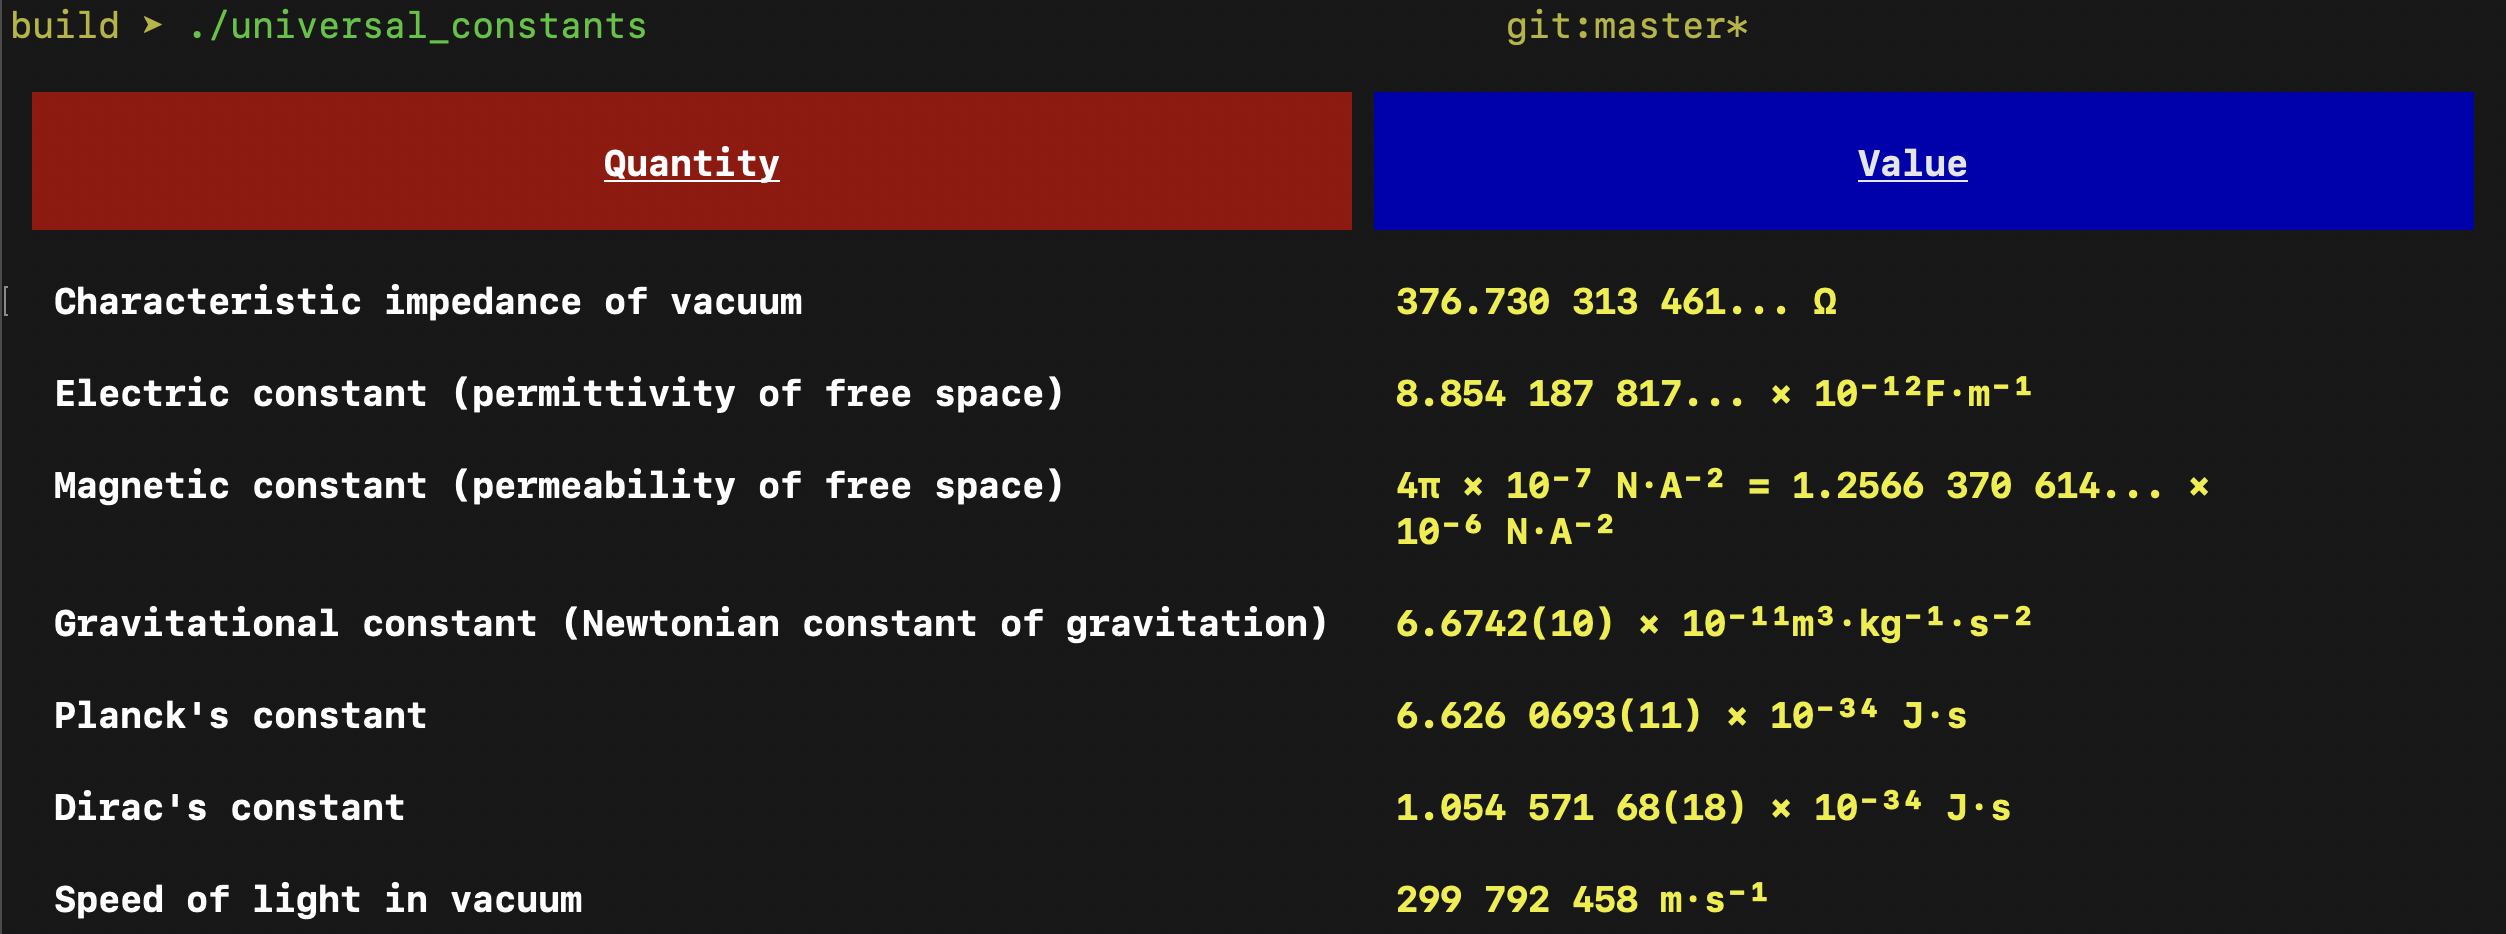 build ➤ ./universal_constants git:master*
Quantity Value
Characteristic impedance of vacuum 376.730 313 461... Ω
Electric constant (permittivity of free space) 8.854 187 817... × 10⁻¹²F·m⁻¹
Magnetic constant (permeability of free space) 4π × 10⁻⁷ N·A⁻² = 1.2566 370 614... ×
10⁻⁶ N·A⁻²
Gravitational constant (Newtonian constant of gravitation) 6.6742(10) × 10⁻¹¹m³·kg⁻¹·s⁻²
Planck's constant 6.626 0693(11) × 10⁻³⁴ J·s
Dirac's constant 1.054 571 68(18) × 10⁻³⁴ J·s
Speed of light in vacuum 299 792 458 m·s⁻¹